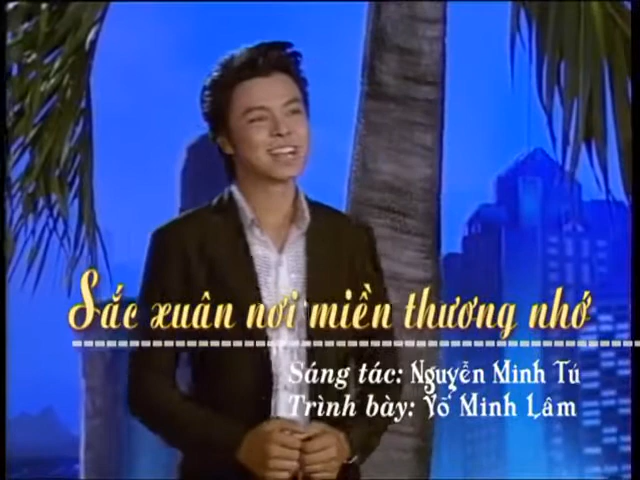 Sắc xuân nơi miền thương nhớ
Sáng tác: Nguyễn Minh Tú
Trình bày: Võ Minh Lâm